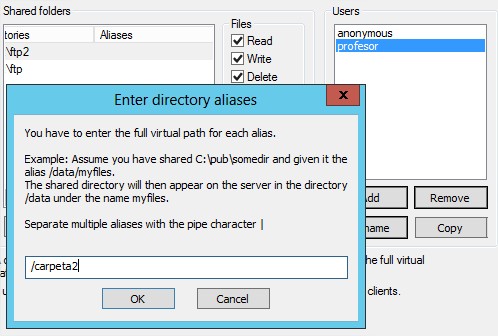 Shared folders
Files
Users
tories
Aliases
\ftp2
\ftp
Read
Write
Delete
anonymous
profesor
Enter directory aliases
x
You have to enter the full virtual path for each alias.
Example: Assume you have shared C:\pub\somedir and given it the
alias /data/myfiles.
The shared directory will then appear on the server in the directory
/data under the name myfiles.
Separate multiple aliases with the pipe character |
/carpeta2
OK
Cancel
Add
Remove
name
Copy
the full virtual
clients.